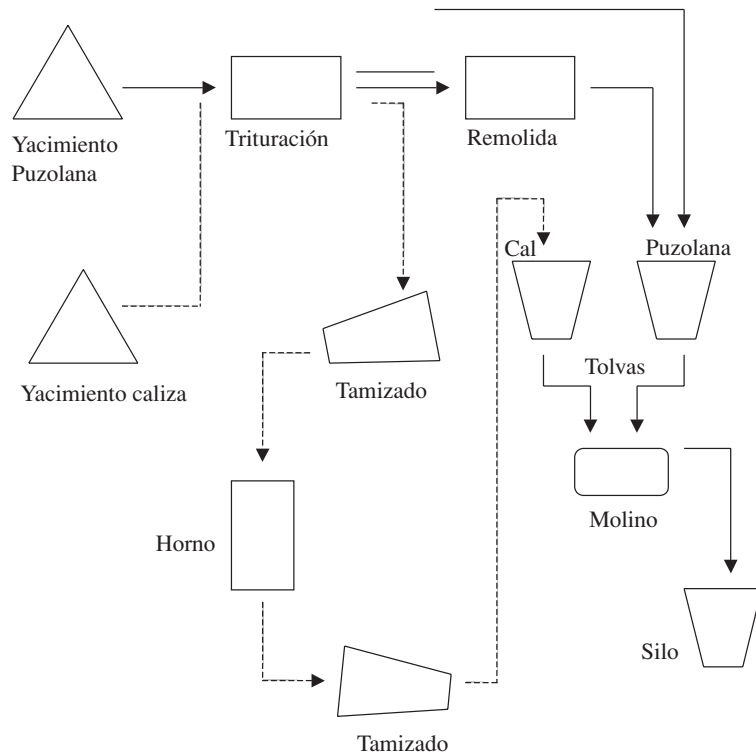 Yacimiento
Puzolana
Trituración
Remolida
Cal
Puzolana
Yacimiento caliza
Tamizado
Tolvas
Molino
Horno
Silo
Tamizado